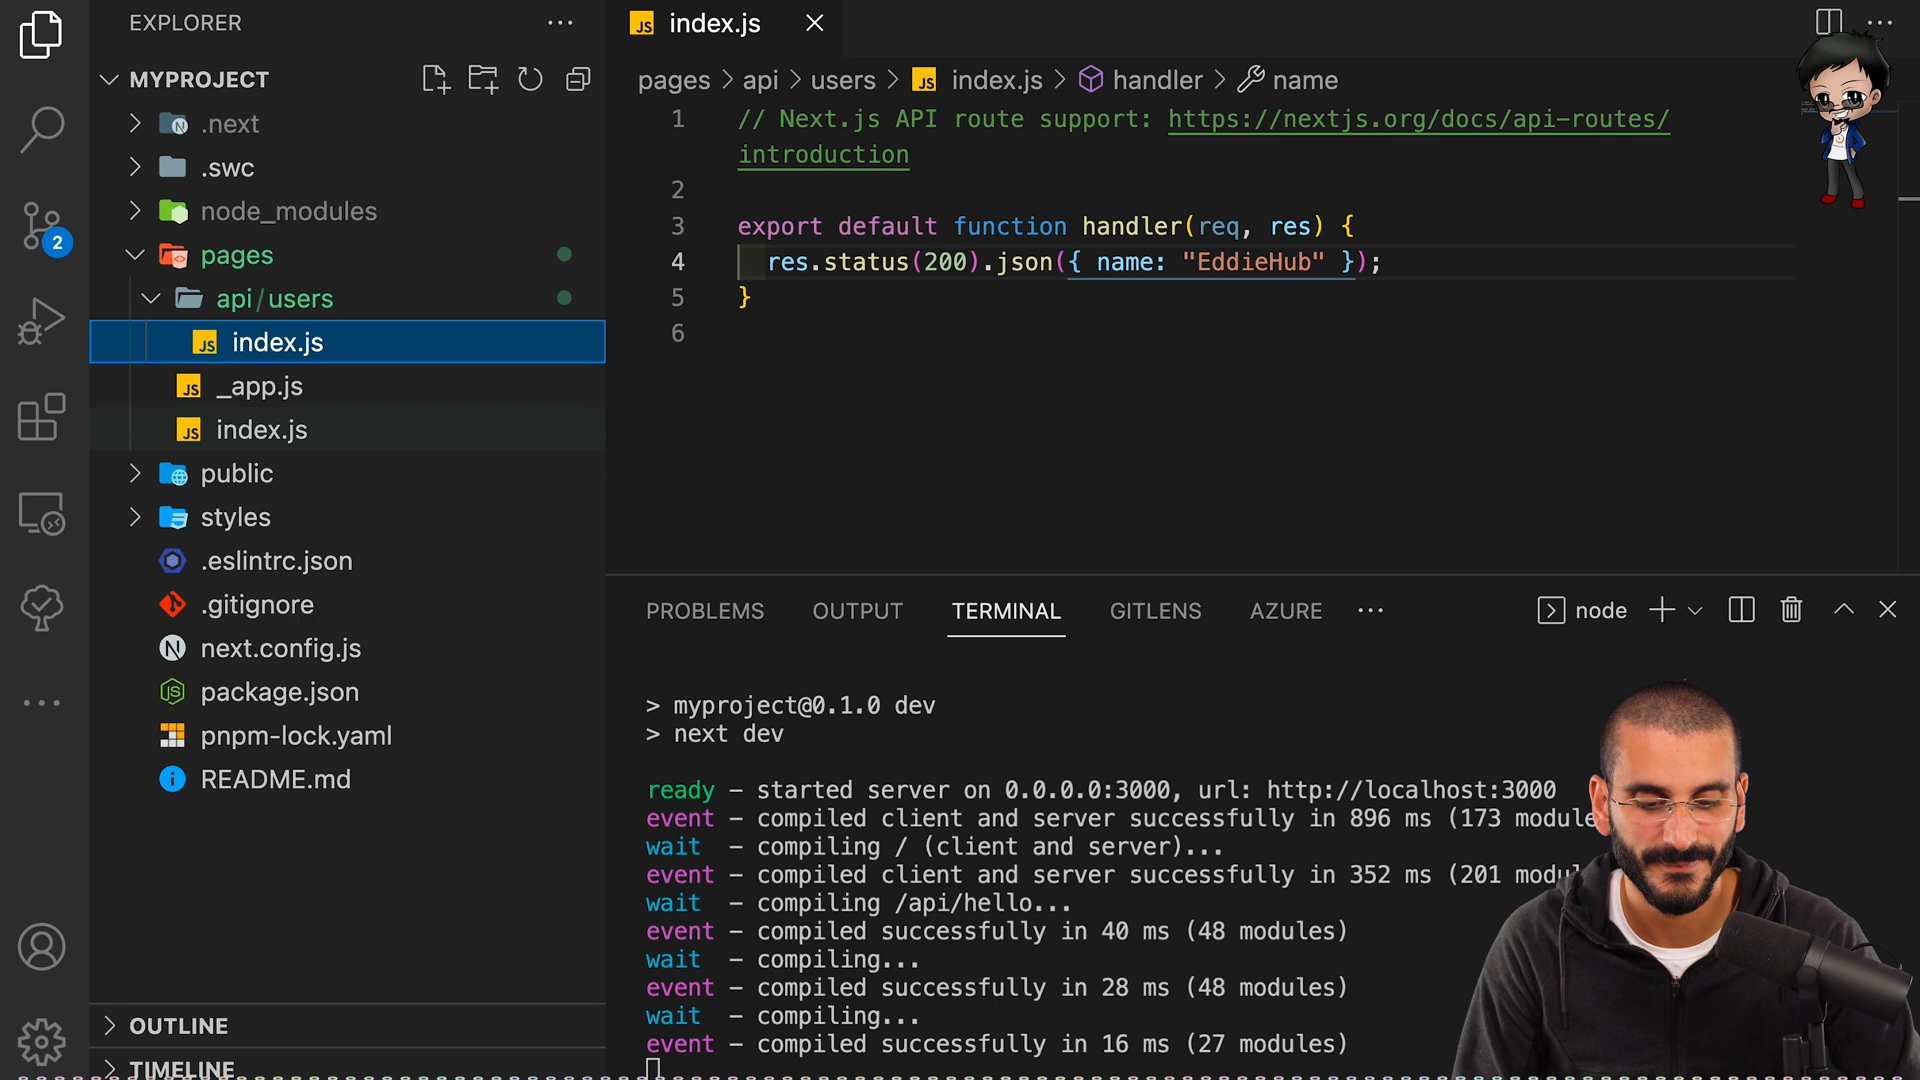 EXPLORER
MYPROJECT
.next
.swc
node_modules
2
pages
api/users
index.js
_app.js
index.js
public
styles
.eslintrc.json
.gitignore
next.config.js
package.json
pnpm-lock.yaml
README.md
OUTLINE
TIMELINE
JS index.js
pages > api > users > JS index.js > handler > name
1 // Next.js API route support: https://nextjs.org/docs/api-routes/
introduction
2
3 export default function handler(req, res) {
4 res.status(200).json({ name: "EddieHub" });
5 }
6
PROBLEMS OUTPUT TERMINAL GITLENS AZURE
node
> myproject@0.1.0 dev
> next dev
ready - started server on 0.0.0.0:3000, url: http://localhost:3000
event - compiled client and server successfully in 896 ms (173 module
wait - compiling / (client and server)...
event - compiled client and server successfully in 352 ms (201 modul
wait - compiling /api/hello...
event - compiled successfully in 40 ms (48 modules)
wait - compiling...
event - compiled successfully in 28 ms (48 modules)
wait - compiling...
event - compiled successfully in 16 ms (27 modules)